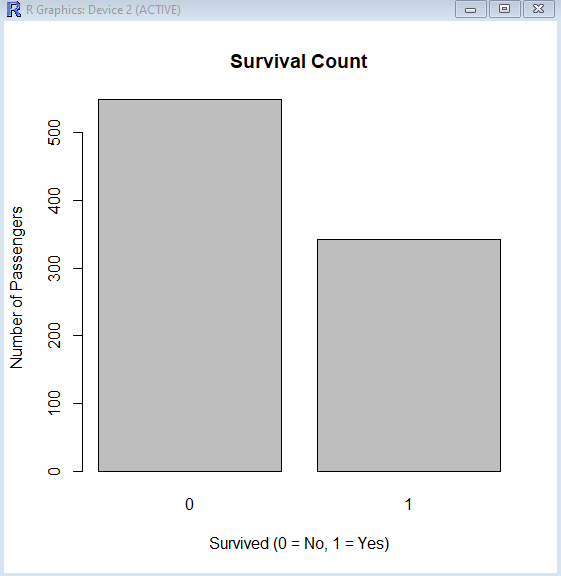 R Graphics: Device 2 (ACTIVE)
Survival Count
Number of Passengers
500
400
300
200
100
0
0 1
Survived (0 = No, 1 = Yes)